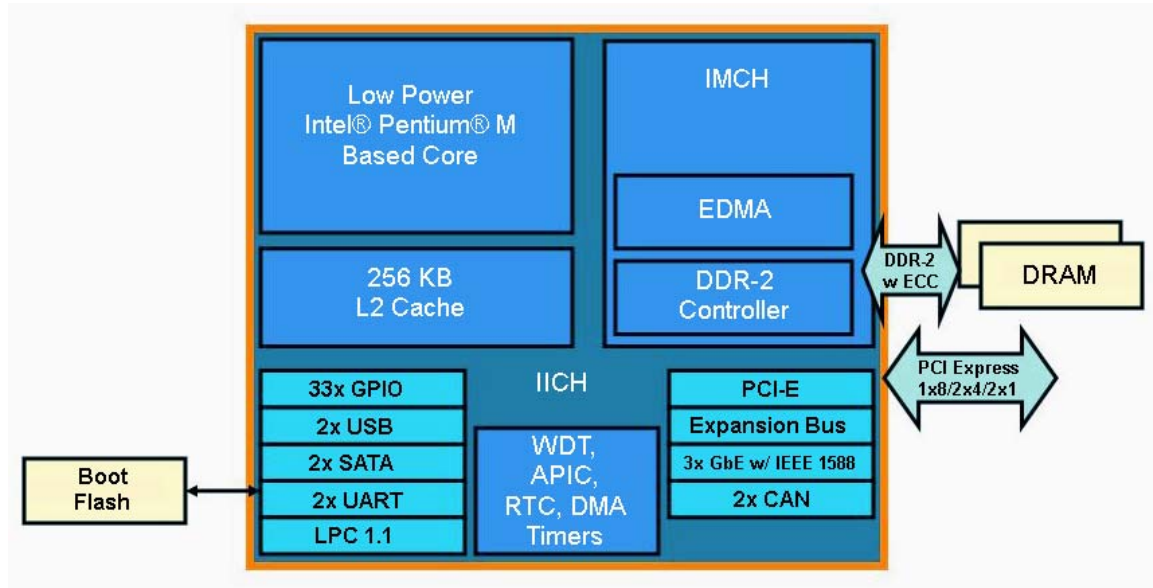 Low Power
Intel® Pentium® M
Based Core
IMCH
EDMA
256 KB
L2 Cache
DDR-2
Controller
DDR-2
w ECC
DRAM
PCI Express
1x8/2x4/2x1
IICH
33x GPIO
2x USB
2x SATA
2x UART
LPC 1.1
WDT,
APIC,
RTC, DMA
Timers
PCI-E
Expansion Bus
3x GbE w/ IEEE 1588
2x CAN
Boot
Flash